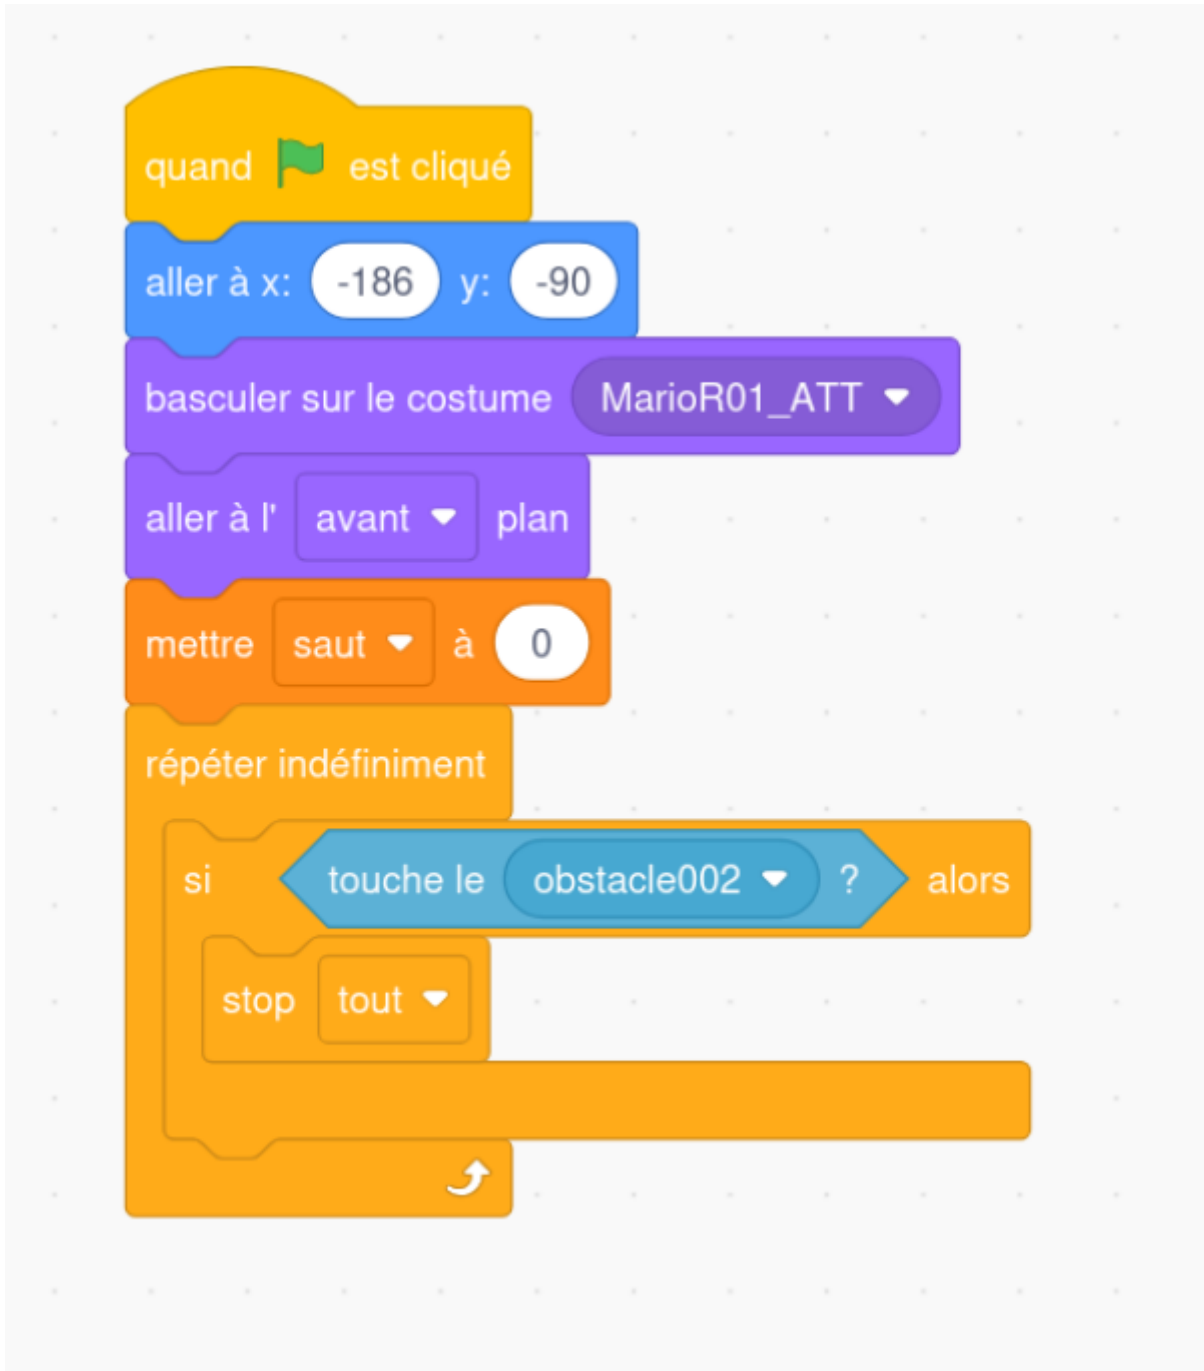 quand est cliqué
aller à x: -186 y: -90
basculer sur le costume MarioR01_ATT
aller à l' avant plan
mettre saut à 0
répéter indéfiniment
si touche le obstacle002 ? alors
stop tout